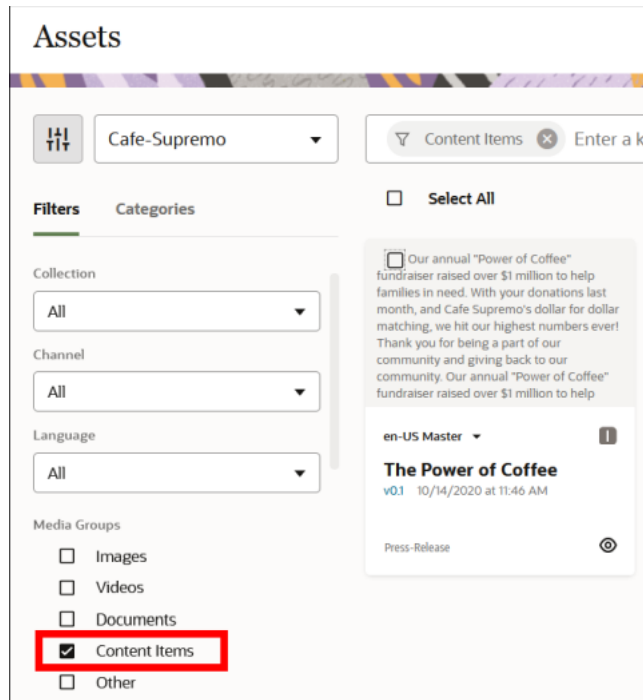 Assets
Cafe-Supremo
Content Items
Enter a k
Filters
Categories
Select All
Collection
All
Channel
All
Language
All
Media Groups
Images
Videos
Documents
Content Items
Other
Our annual "Power of Coffee"
fundraiser raised over $1 million to help
families in need. With your donations last
month, and Cafe Supremo's dollar for dollar
matching, we hit our highest numbers ever!
Thank you for being a part of our
community and giving back to our
community. Our annual "Power of Coffee"
fundraiser raised over $1 million to help
en-US Master
I
The Power of Coffee
v0.1 10/14/2020 at 11:46 AM
Press-Release